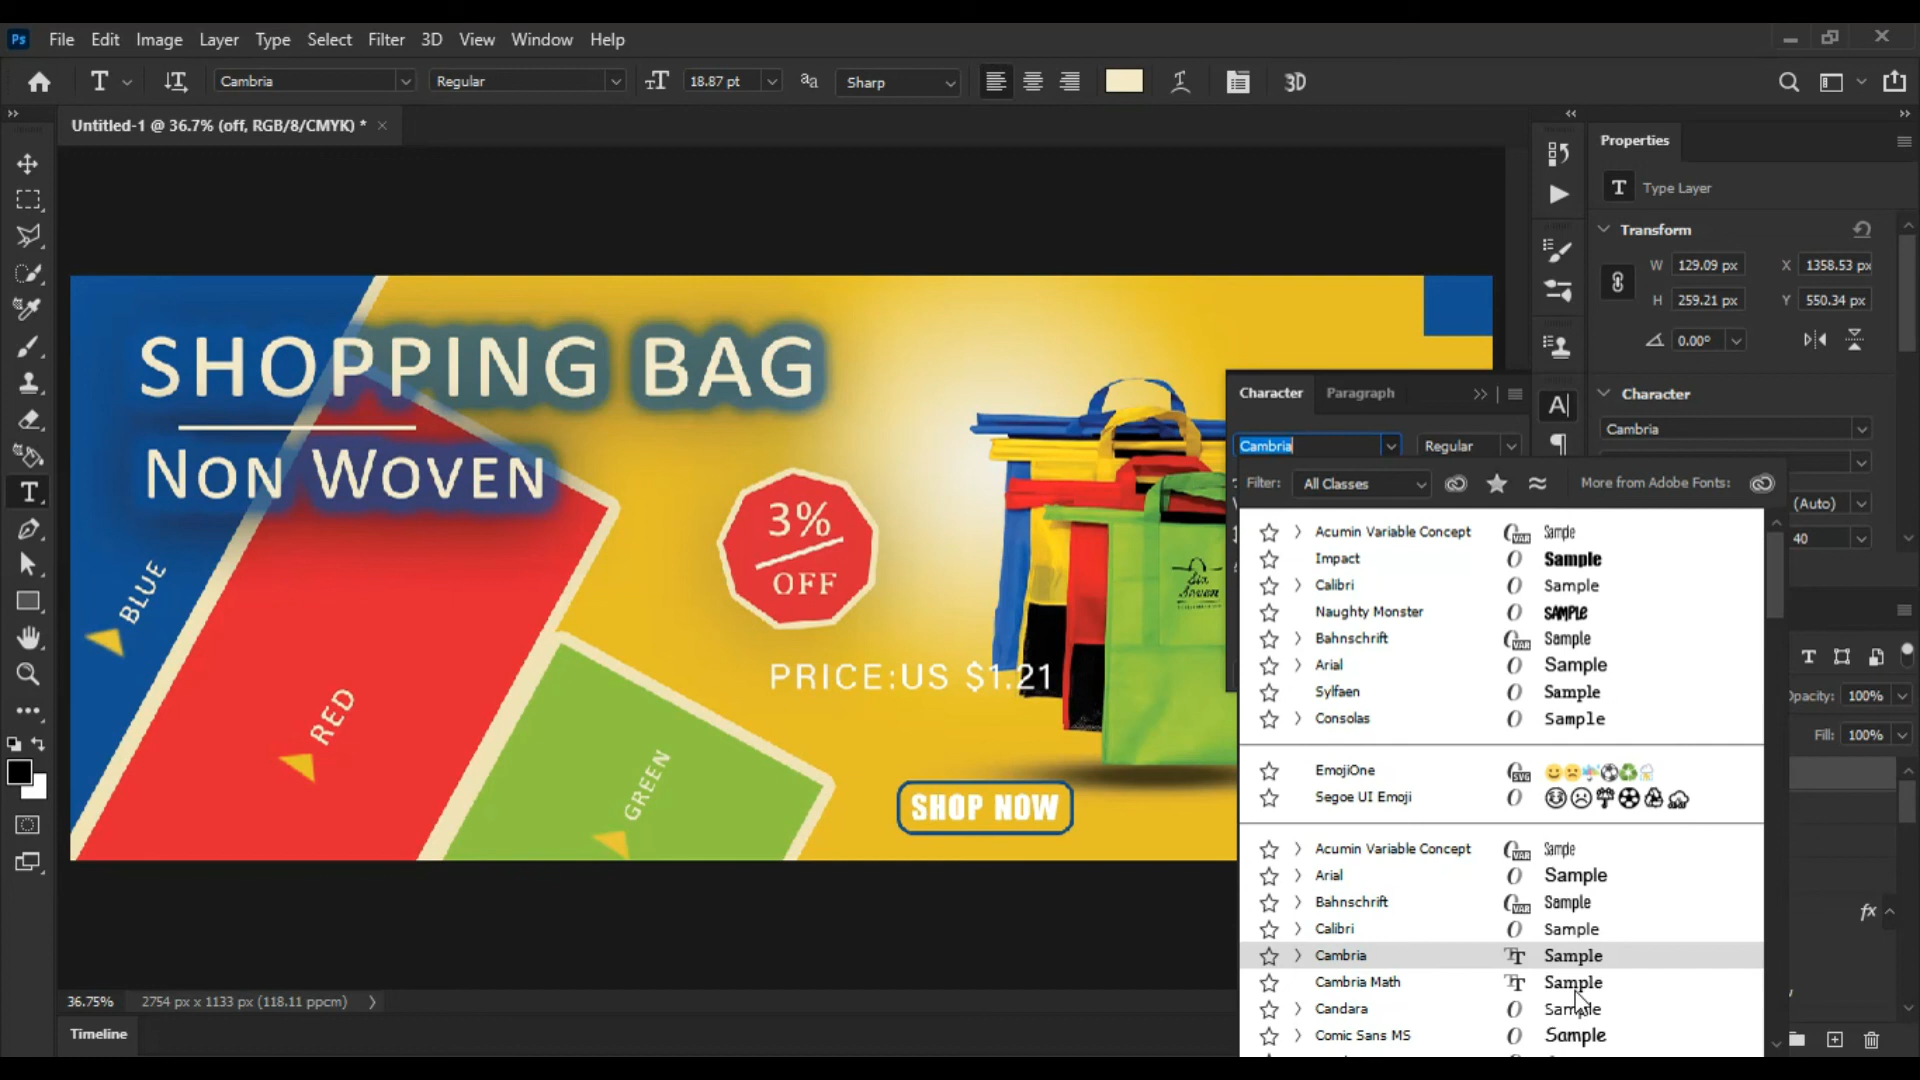 Ps File Edit Image Layer Type Select Filter 3D View Window Help
T Cambria Regular 18.87 pt aa Sharp 3D
Untitled-1 @ 36.7% (off, RGB/8/CMYK) *
Properties
T Type Layer
Transform
W 129.09 px X 1358.53 px
H 259.21 px Y 550.34 px
0.00°
Character
Cambria
(Auto)
40
Opacity: 100%
Fill: 100%
fx
SHOPPING BAG
NON WOVEN
3%
OFF
BLUE
RED
GREEN
PRICE:US $1.21
SHOP NOW
Six
Seven
Character Paragraph
Cambria Regular
Filter: All Classes More from Adobe Fonts:
Acumin Variable Concept Sample
Impact Sample
Calibri Sample
Naughty Monster SAMPLE
Bahnschrift Sample
Arial Sample
Sylfaen Sample
Consolas Sample
EmojiOne
Segoe UI Emoji
Acumin Variable Concept Sample
Arial Sample
Bahnschrift Sample
Calibri Sample
Cambria Sample
Cambria Math Sample
Candara Sample
Comic Sans MS Sample
36.75% 2754 px x 1133 px (118.11 ppcm)
Timeline